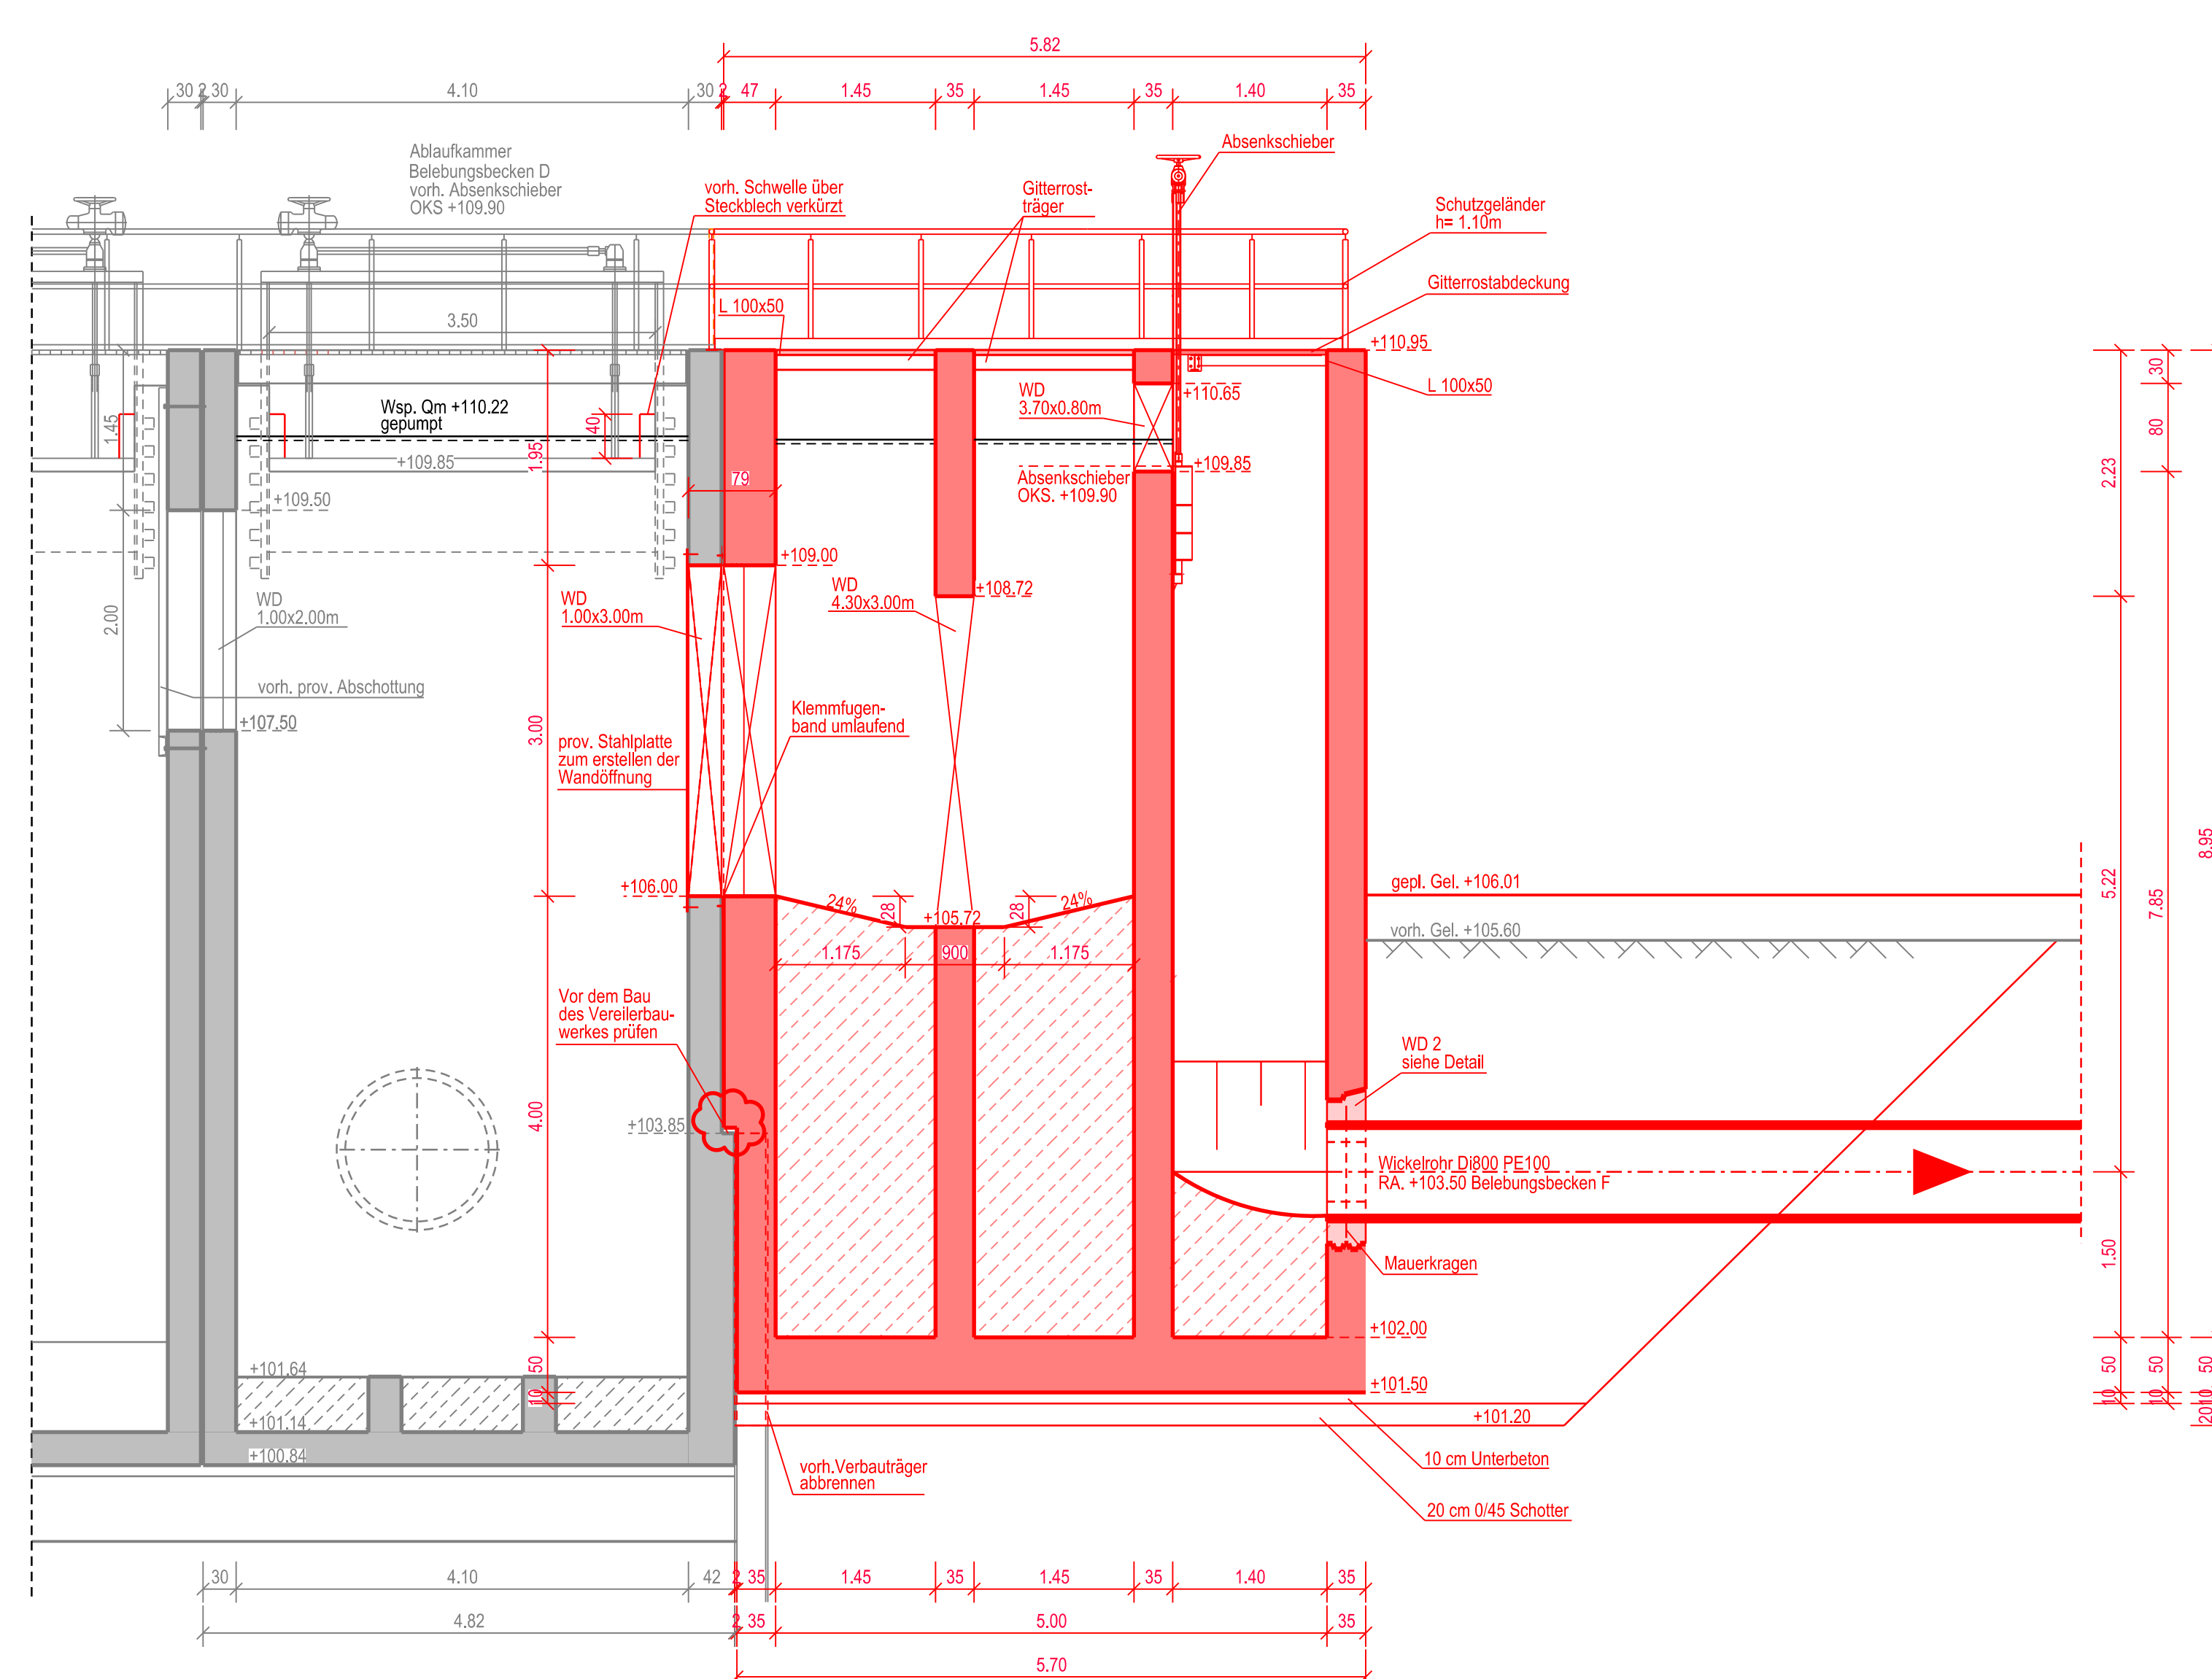 5.82
30 2 30 4.10 30 2 47 1.45 35 1.45 35 1.40 35
Ablaufkammer
Belebungsbecken D
vorh. Absenkschieber
OKS +109.90
vorh. Schwelle über
Steckblech verkürzt
Gitterrost-
träger
Absenkschieber
Schutzgeländer
h= 1.10m
Gitterrostabdeckung
L 100x50
3.50
+110.95
L 100x50
+110.65
WD
3.70x0.80m
Wsp. Qm +110.22
gepumpt
1.45
40
1.95
+109.85
+109.85
79
Absenkschieber
OKS. +109.90
+109.50
+109.00
+108.72
WD
4.30x3.00m
WD
1.00x3.00m
WD
1.00x2.00m
2.00
vorh. prov. Abschottung
+107.50
3.00
prov. Stahlplatte
zum erstellen der
Wandöffnung
Klemmfugen-
band umlaufend
30
80
2.23
5.22
7.85
8.95
+106.00
gepl. Gel. +106.01
24%
28
+105.72
28
24%
vorh. Gel. +105.60
1.175 900 1.175
Vor dem Bau
des Vereilerbau-
werkes prüfen
WD 2
siehe Detail
4.00
+103.85
Wickelrohr Di800 PE100
RA. +103.50 Belebungsbecken F
Mauerkragen
1.50
+102.00
+101.64
50
10
50
10
50
10
50
10
20
+101.50
+101.14
+101.20
+100.84
10 cm Unterbeton
vorh.Verbauträger
abbrennen
20 cm 0/45 Schotter
30 4.10 42 2 35 1.45 35 1.45 35 1.40 35
4.82 2 35 5.00 35
5.70